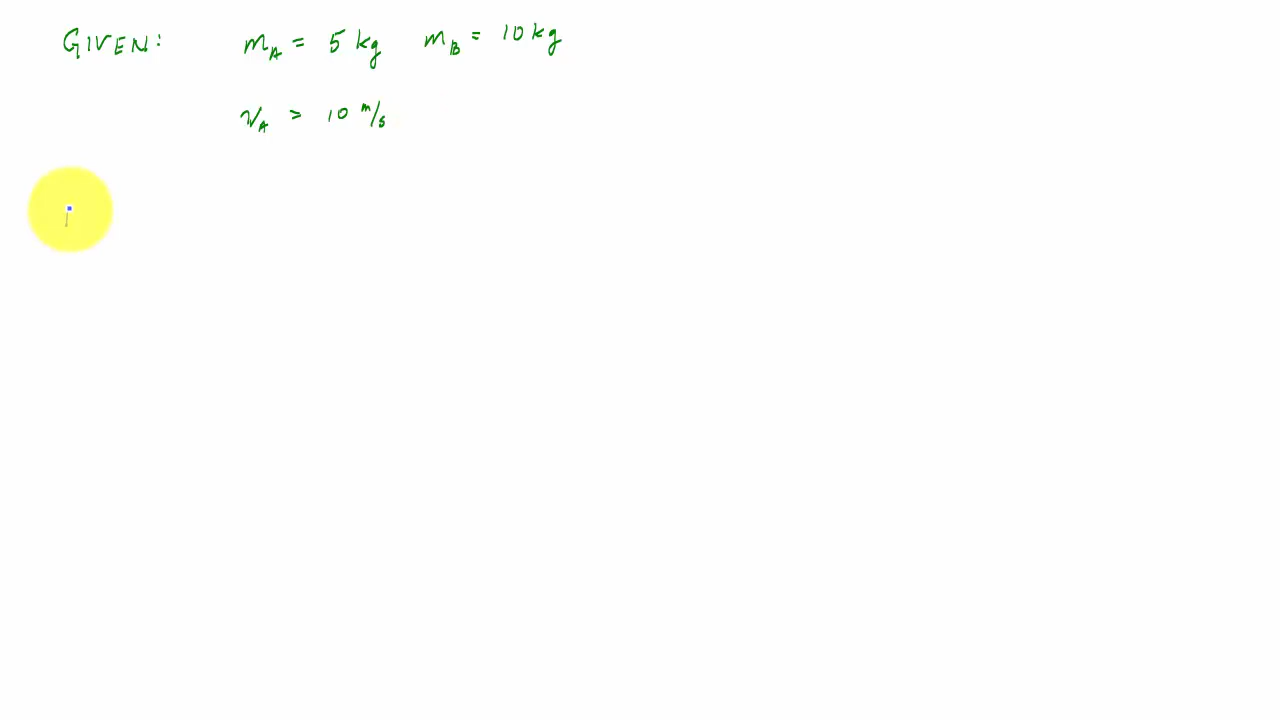 GIVEN: mA = 5 kg mB = 10 kg
vA = 10 m/s